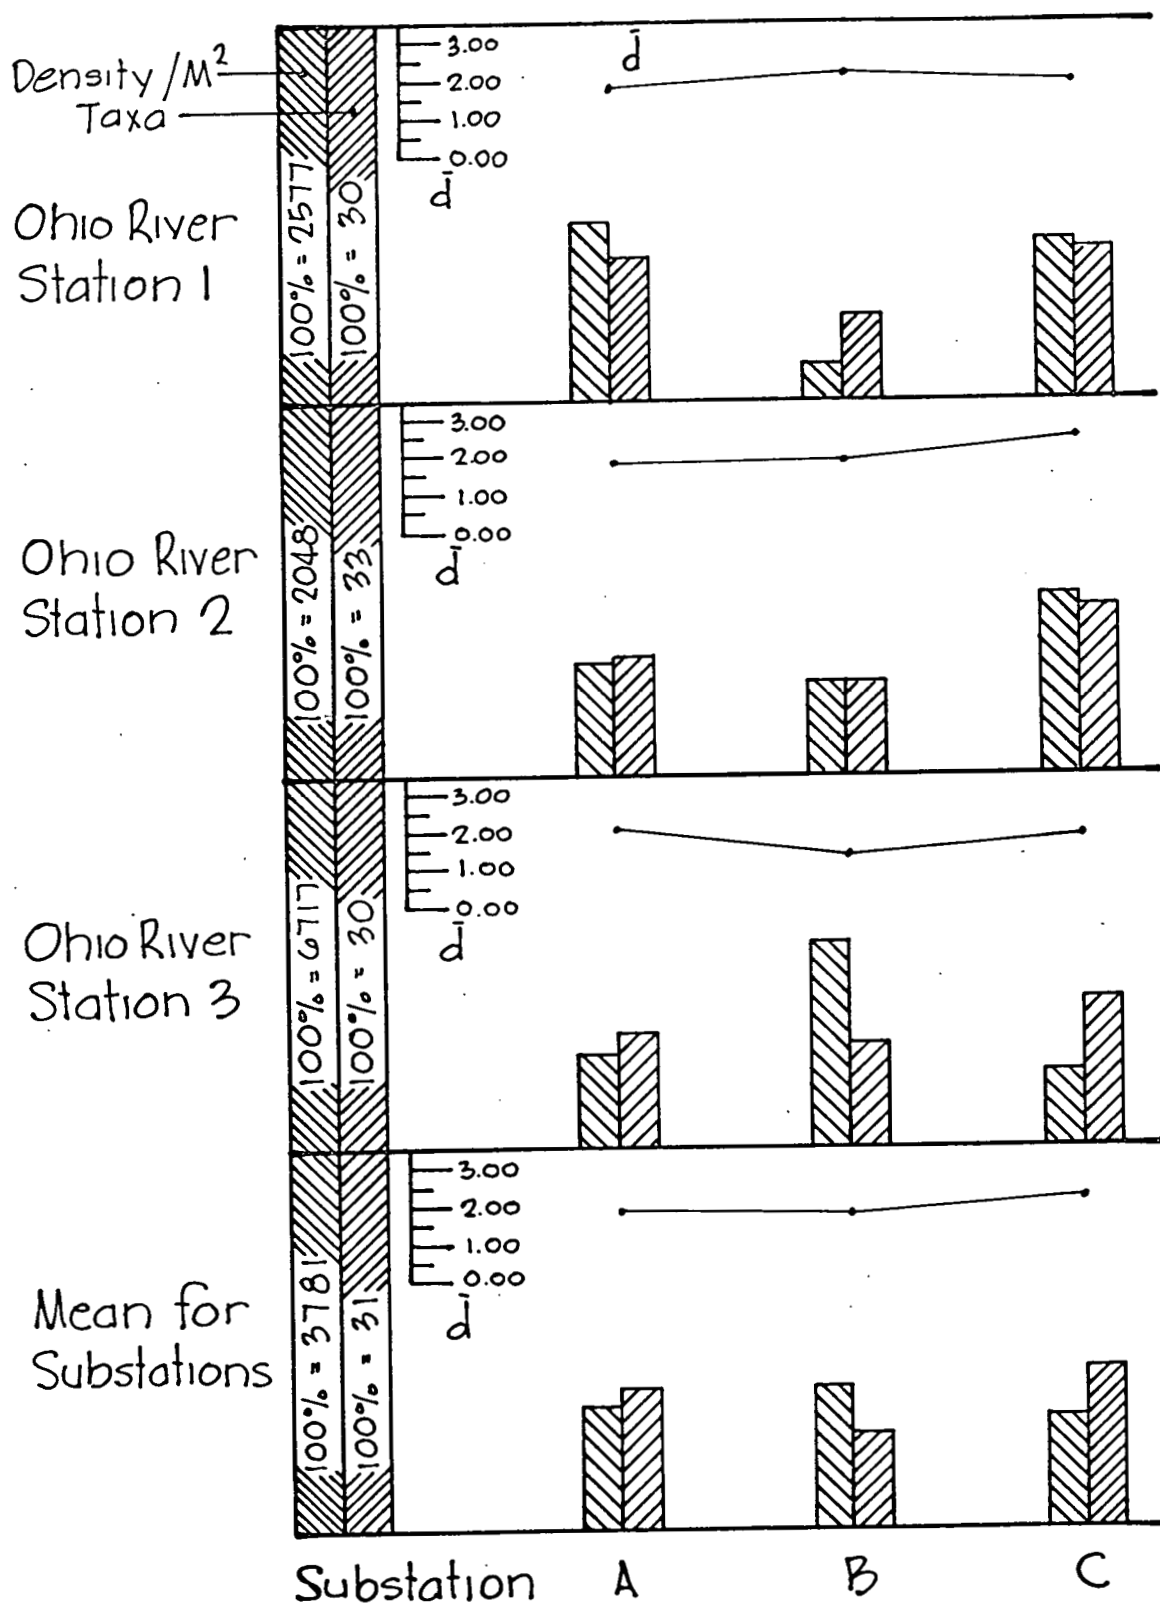 Density/M²
Taxa
3.00
2.00
1.00
0.00
d̄
d̄
Ohio River
Station 1
100% = 2577
100% = 30
3.00
2.00
1.00
0.00
d̄
Ohio River
Station 2
100% = 2048
100% = 33
3.00
2.00
1.00
0.00
d̄
Ohio River
Station 3
100% = 6717
100% = 30
3.00
2.00
1.00
0.00
d̄
Mean for
Substations
100% = 3781
100% = 31
Substation A B C